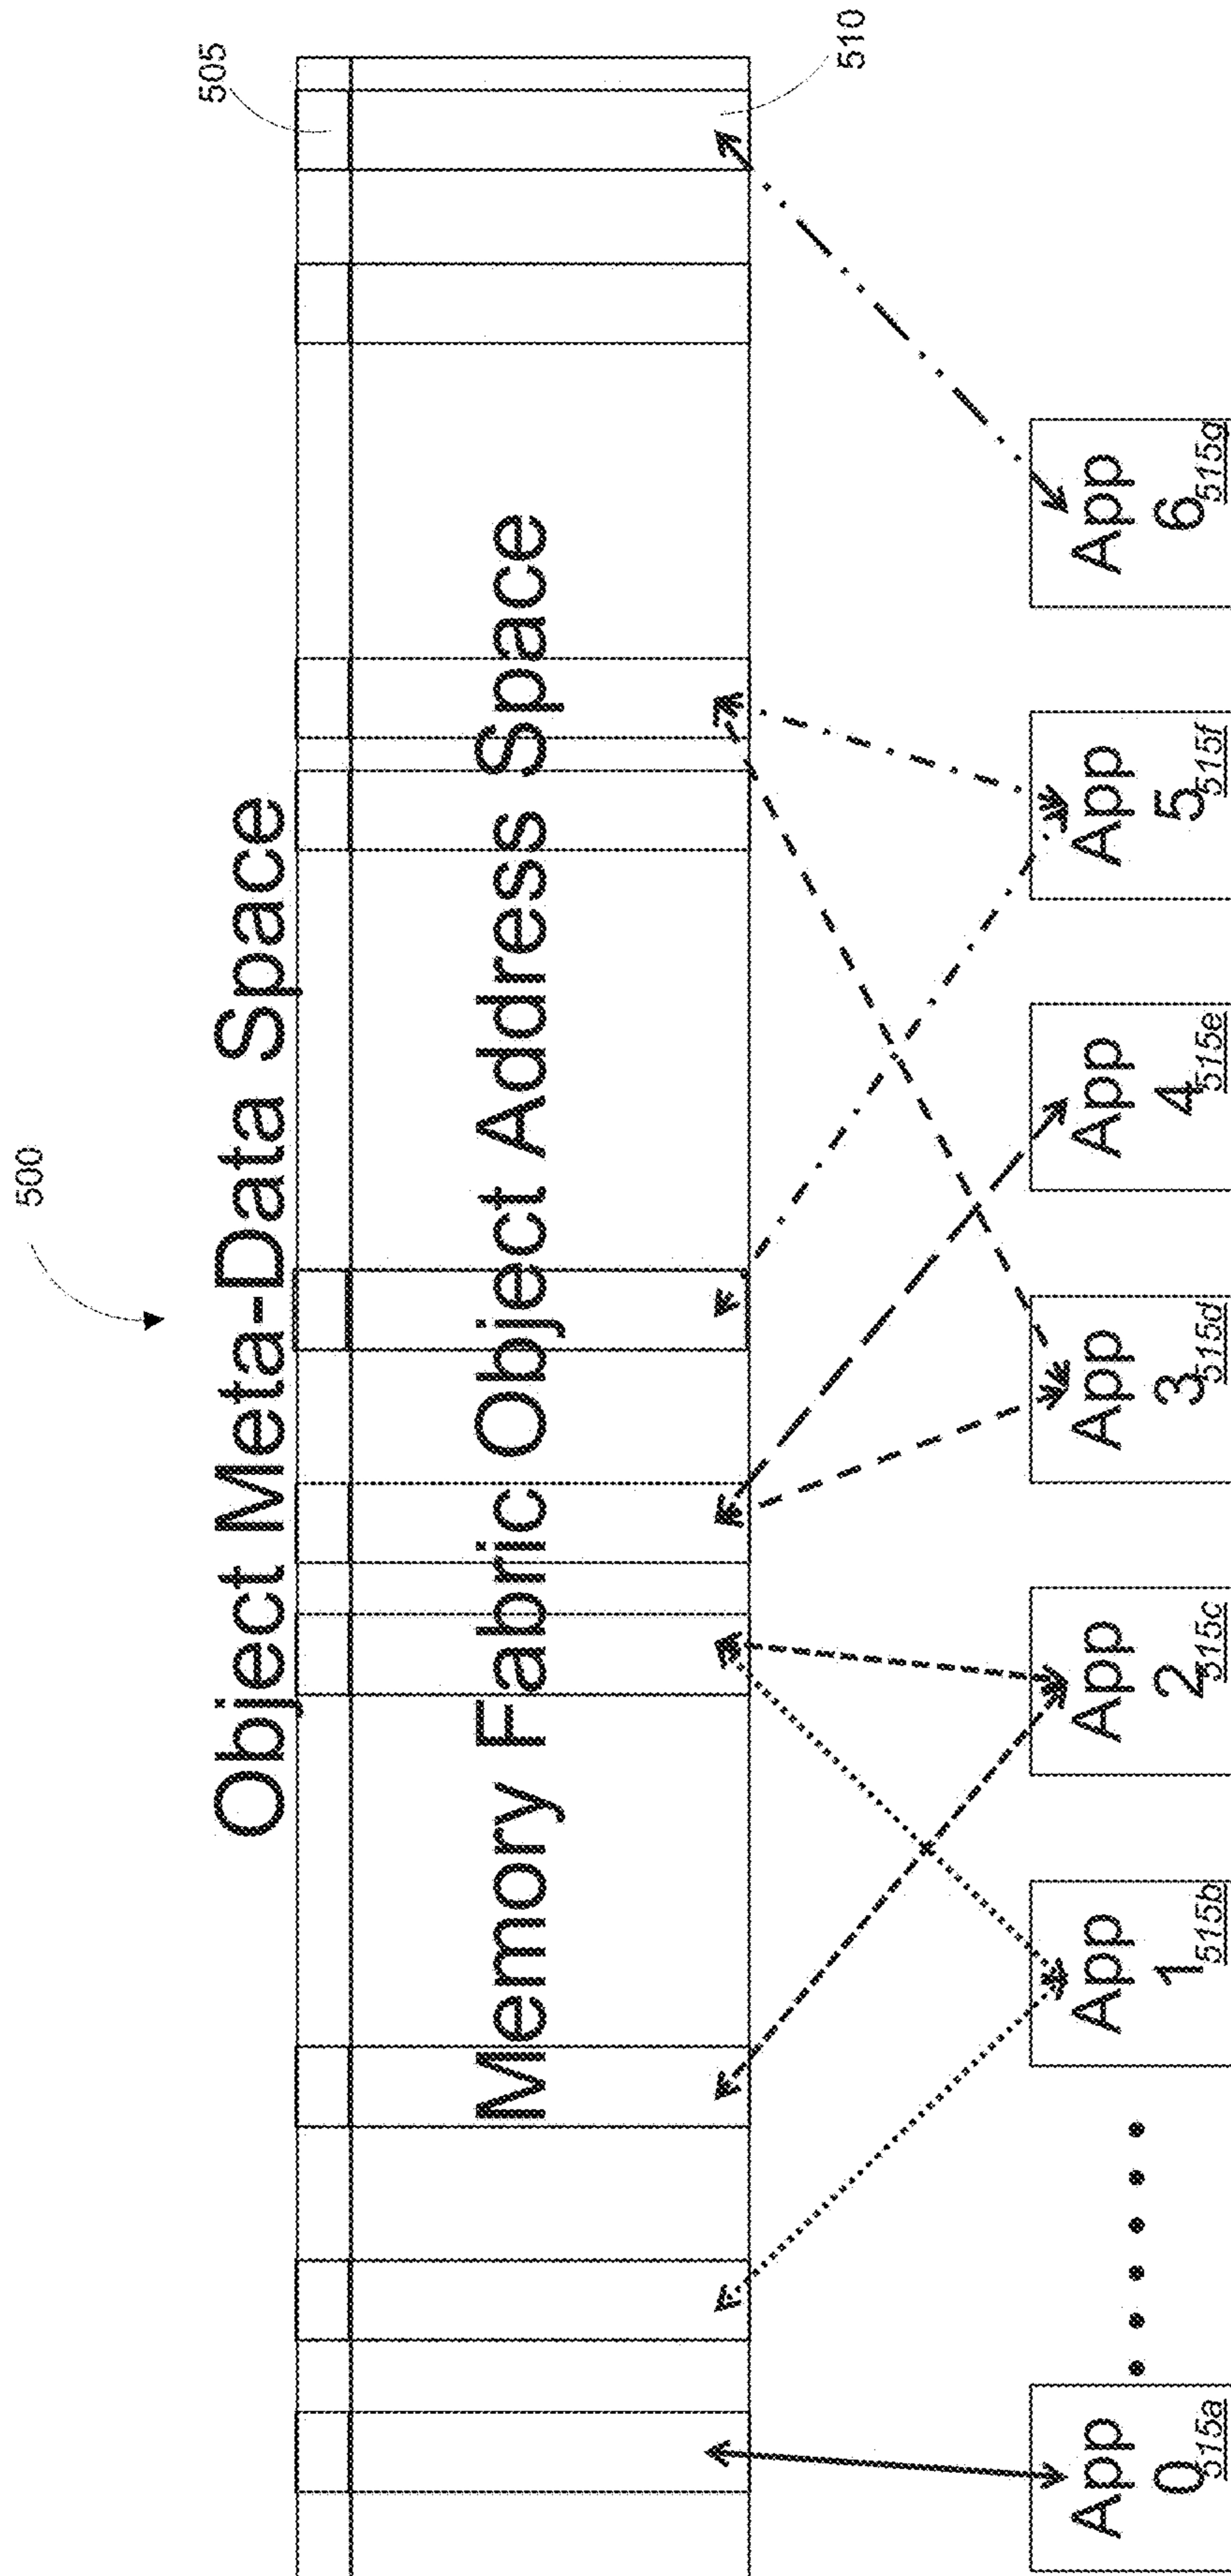 500
Object Meta-Data Space
505
Memory Fabric Object Address Space
510
App
0
515a
App
1
515b
App
2
515c
App
3
515d
App
4
515e
App
5
515f
App
6
515g